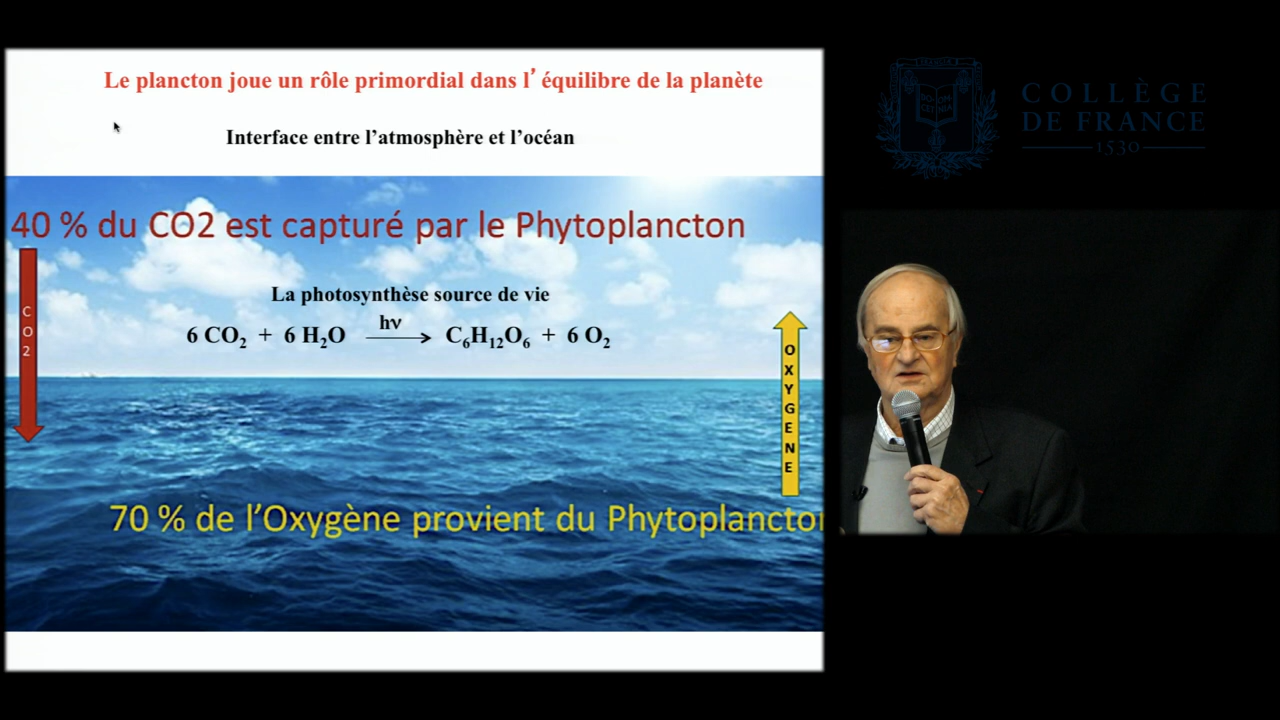 Le plancton joue un rôle primordial dans l’équilibre de la planète
Interface entre l’atmosphère et l’océan
40 % du CO2 est capturé par le Phytoplancton
CO2
La photosynthèse source de vie
6 CO₂ + 6 H₂O hν → C₆H₁₂O₆ + 6 O₂
OXYGENE
70 % de l’Oxygène provient du Phytoplancton
COLLÈGE
DE FRANCE
1530